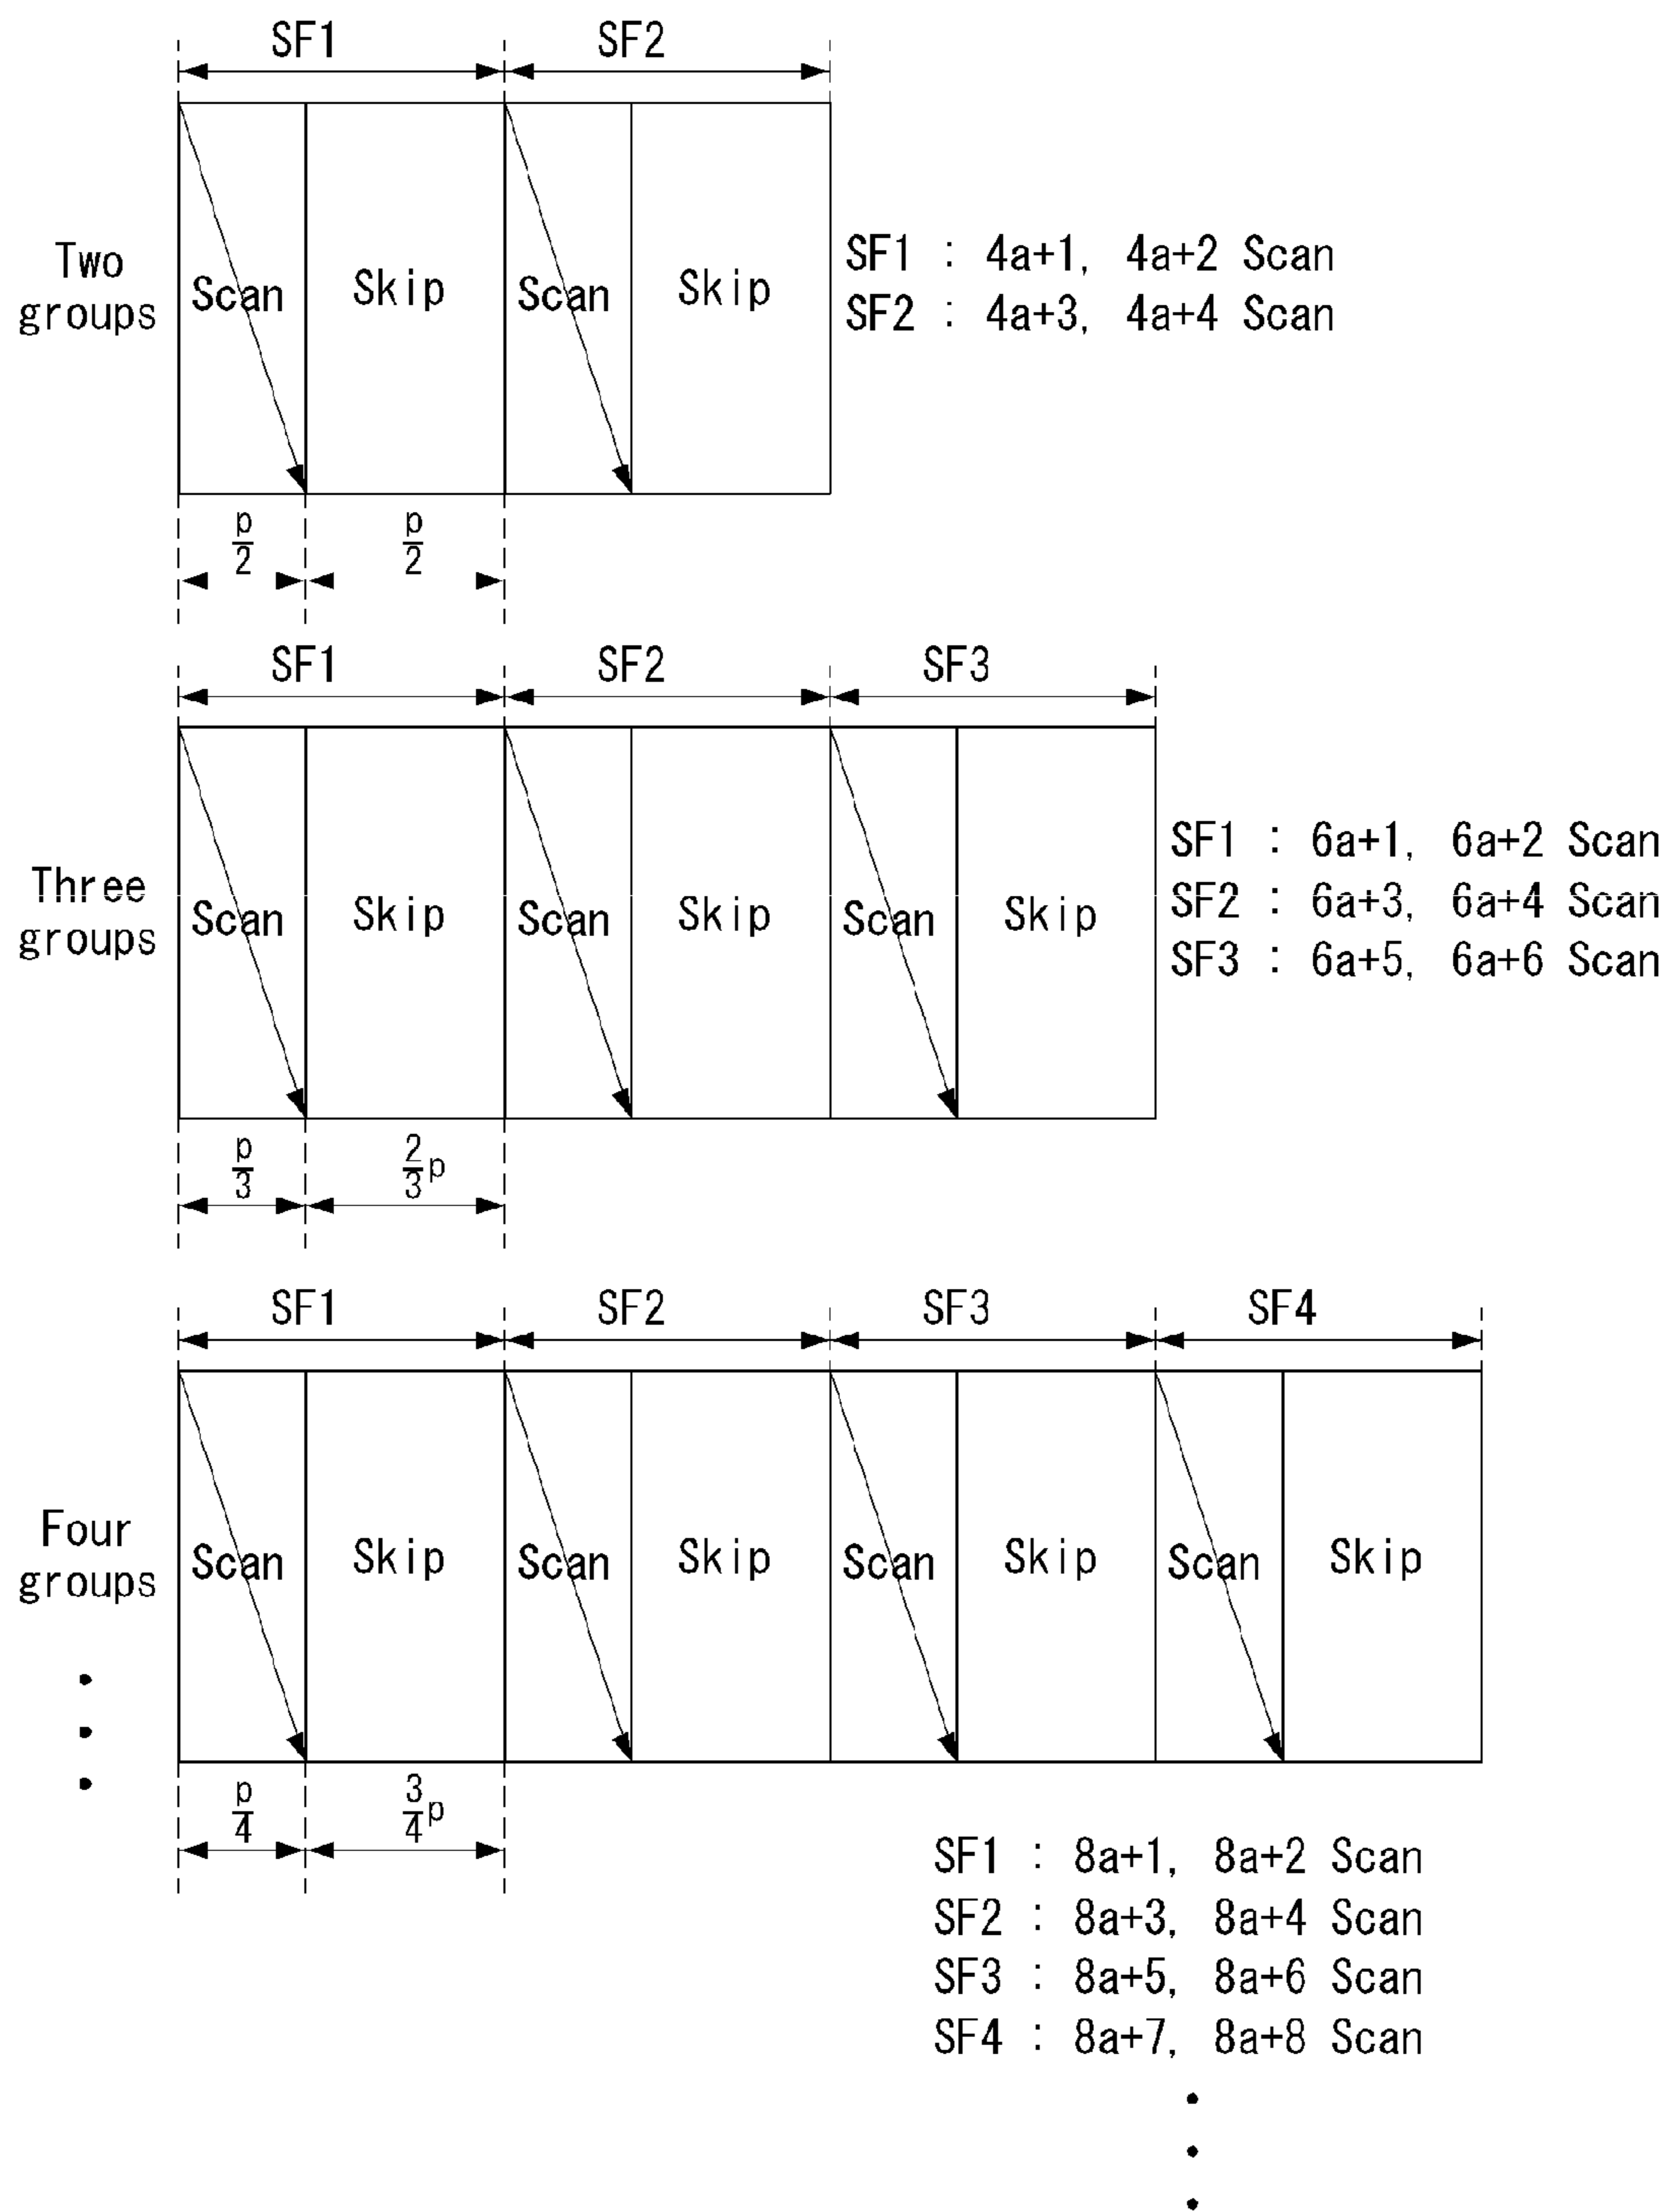 SF1 SF2
Two
groups
Scan Skip Scan Skip
SF1 : 4a+1, 4a+2 Scan
SF2 : 4a+3, 4a+4 Scan
p/2 p/2
SF1 SF2 SF3
Three
groups
Scan Skip Scan Skip Scan Skip
SF1 : 6a+1, 6a+2 Scan
SF2 : 6a+3, 6a+4 Scan
SF3 : 6a+5, 6a+6 Scan
p/3 2/3p
SF1 SF2 SF3 SF4
Four
groups
Scan Skip Scan Skip Scan Skip Scan Skip
p/4 3/4p
SF1 : 8a+1, 8a+2 Scan
SF2 : 8a+3, 8a+4 Scan
SF3 : 8a+5, 8a+6 Scan
SF4 : 8a+7, 8a+8 Scan